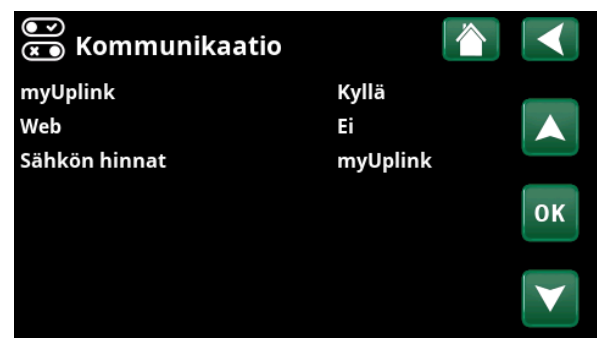 Kommunikaatio
myUplink Kyllä
Web Ei
Sähkön hinnat myUplink
OK